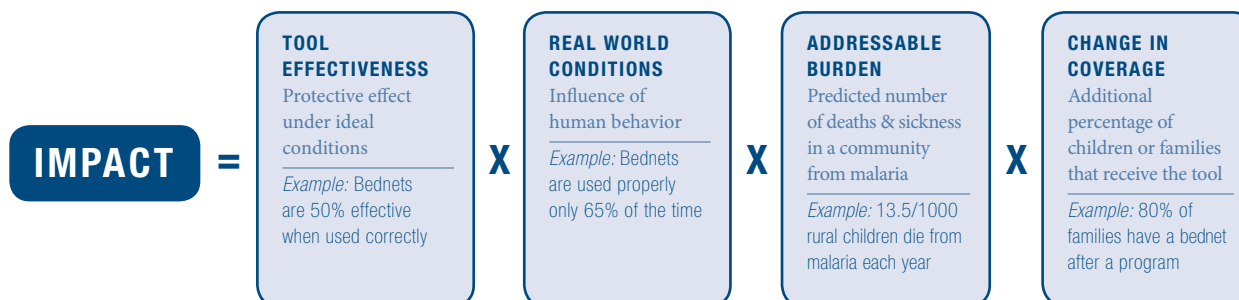 IMPACT
=
TOOL
EFFECTIVENESS
Protective effect
under ideal
conditions
Example: Bednets
are 50% effective
when used correctly
X
REAL WORLD
CONDITIONS
Influence of
human behavior
Example: Bednets
are used properly
only 65% of the time
X
ADDRESSABLE
BURDEN
Predicted number
of deaths & sickness
in a community
from malaria
Example: 13.5/1000
rural children die from
malaria each year
X
CHANGE IN
COVERAGE
Additional
percentage of
children or families
that receive the tool
Example: 80% of
families have a bednet
after a program